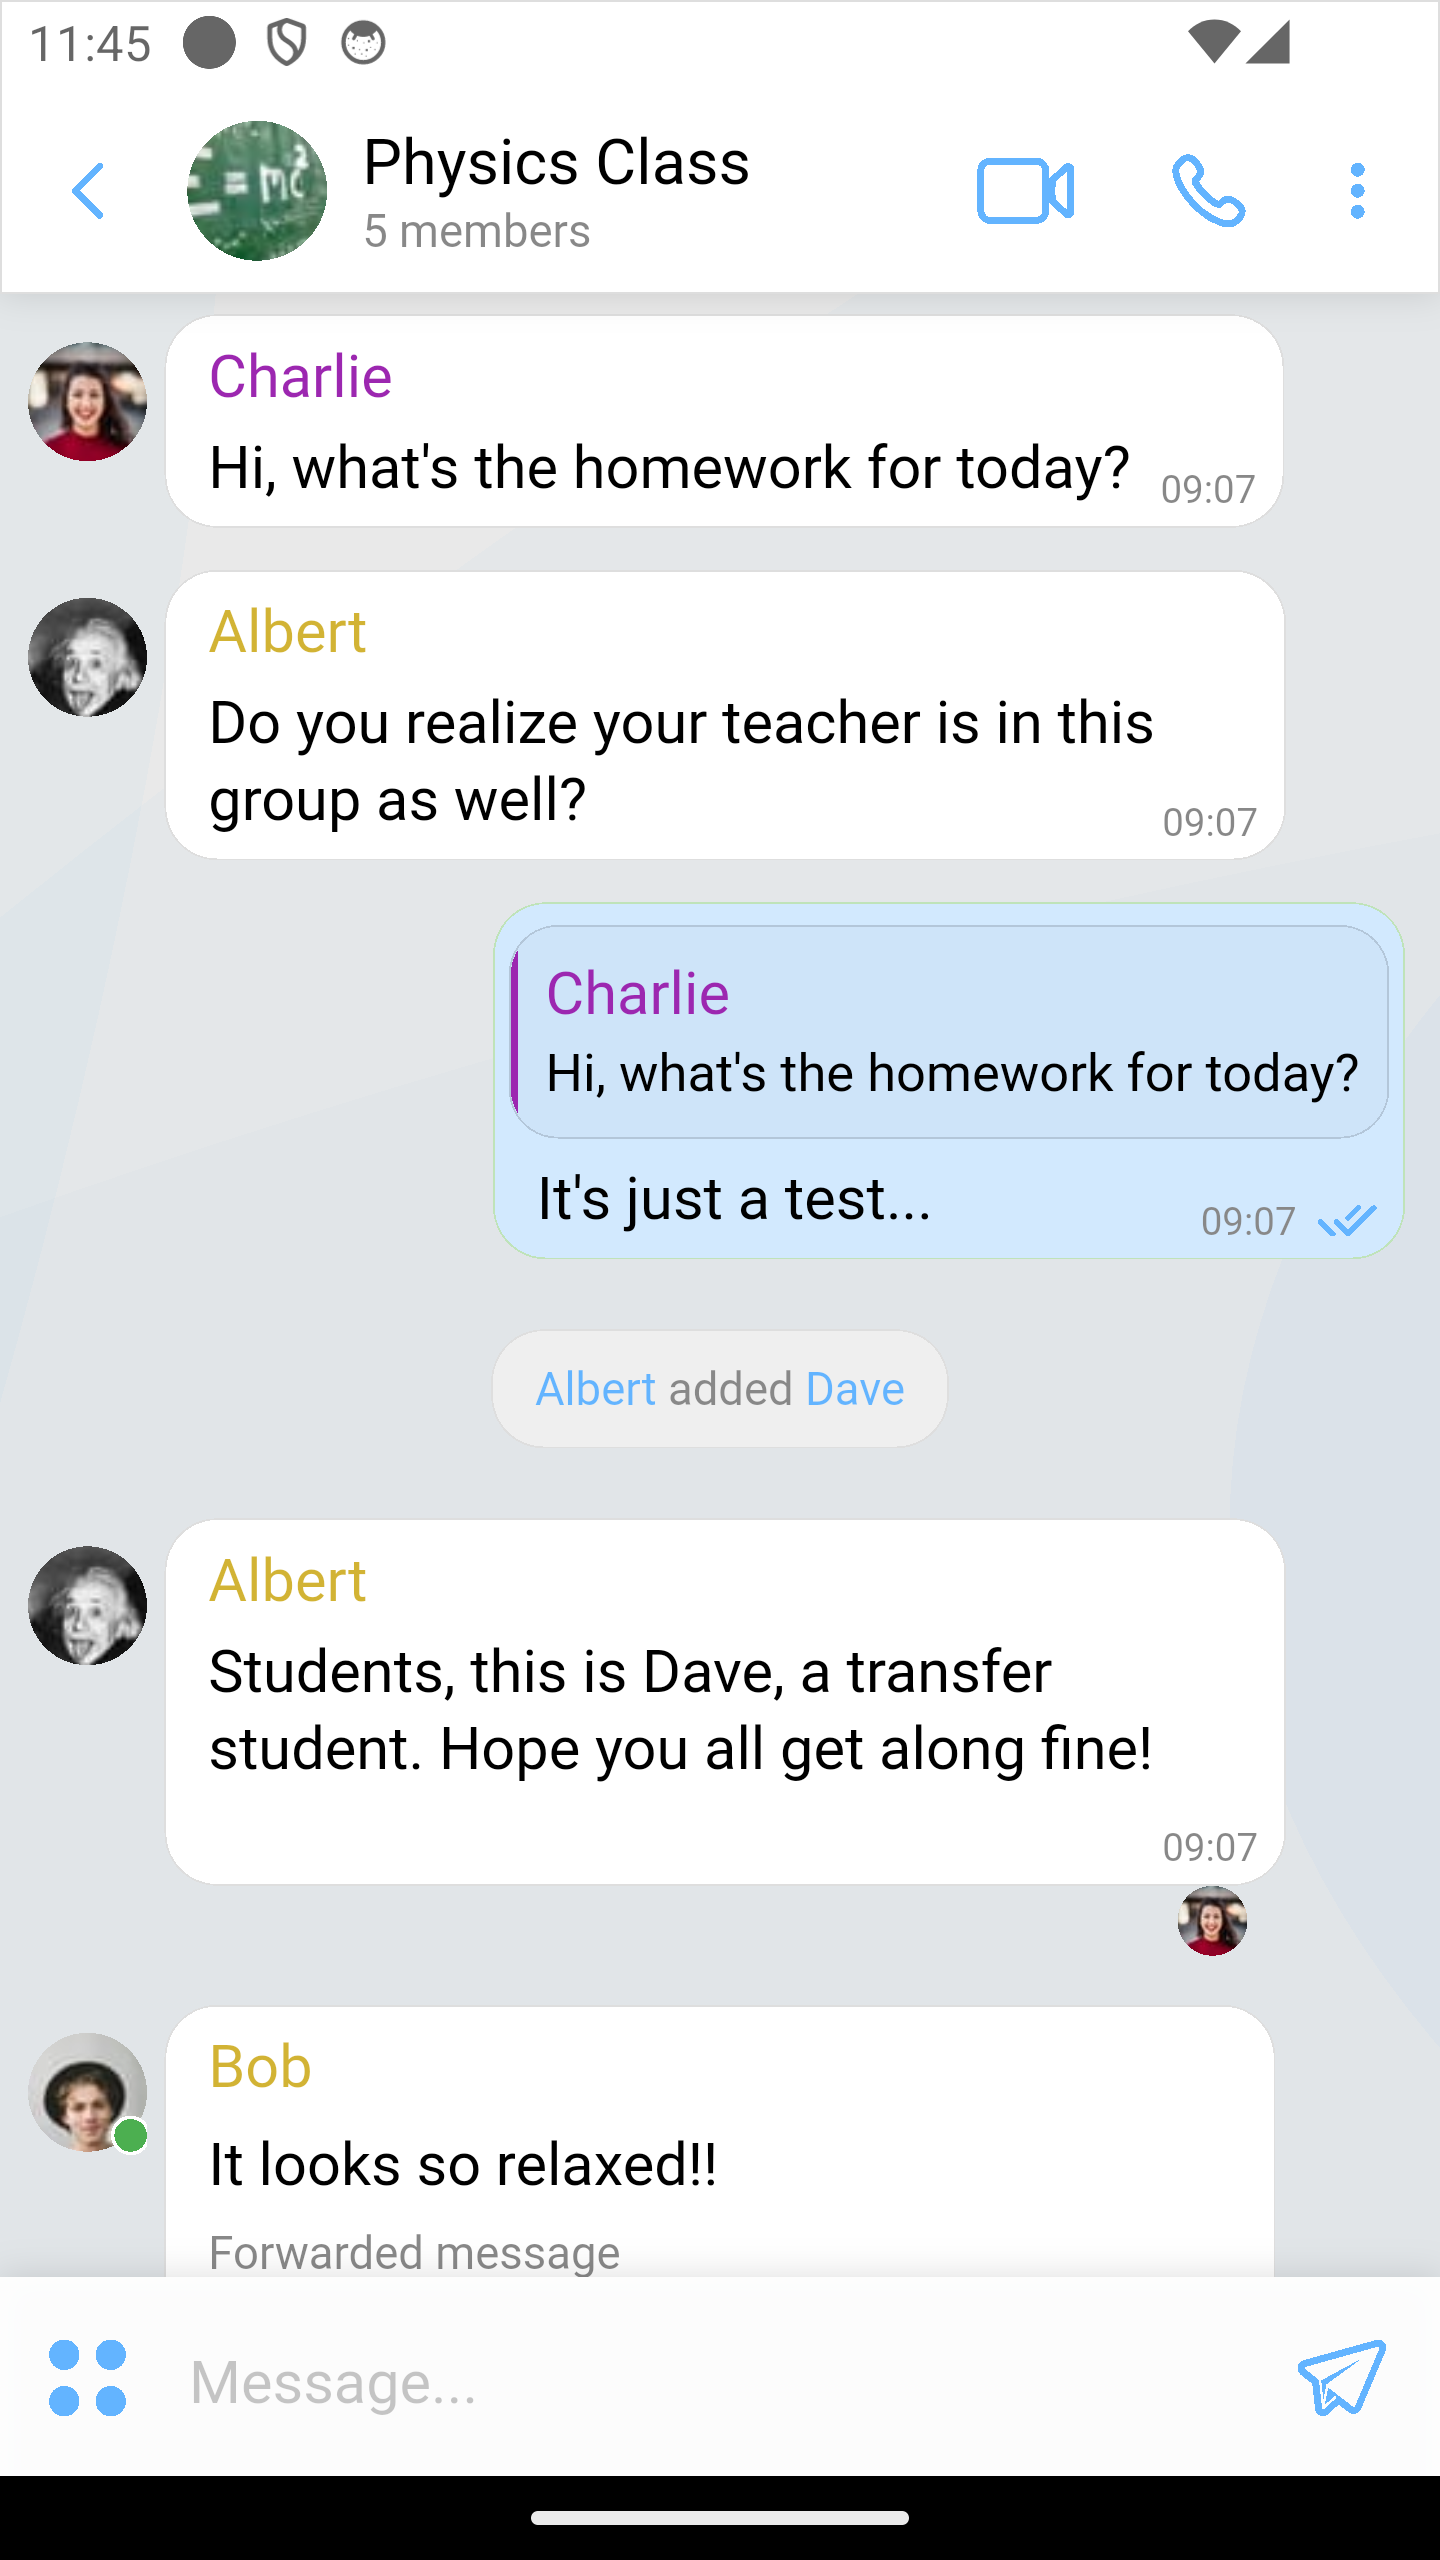 11:45
= mc²
Physics Class
5 members
Charlie
Hi, what's the homework for today?
09:07
Albert
Do you realize your teacher is in this
group as well?
09:07
Charlie
Hi, what's the homework for today?
It's just a test...
09:07
Albert added Dave
Albert
Students, this is Dave, a transfer
student. Hope you all get along fine!
09:07
Bob
It looks so relaxed!!
Forwarded message
Message...